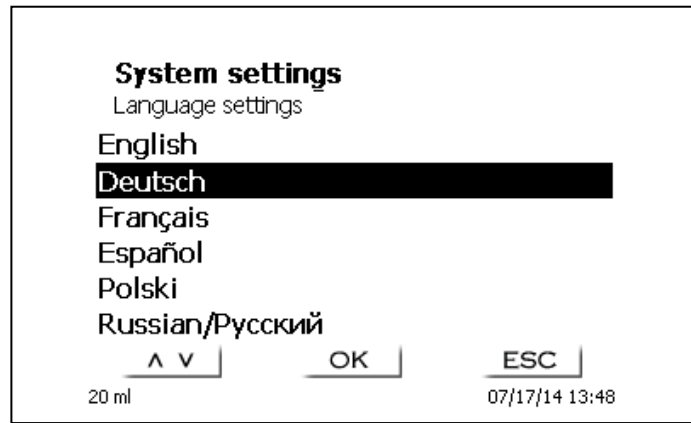 System settings
Language settings
English
Deutsch
Français
Español
Polski
Russian/Русский
∧ ∨ OK ESC
20 ml 07/17/14 13:48